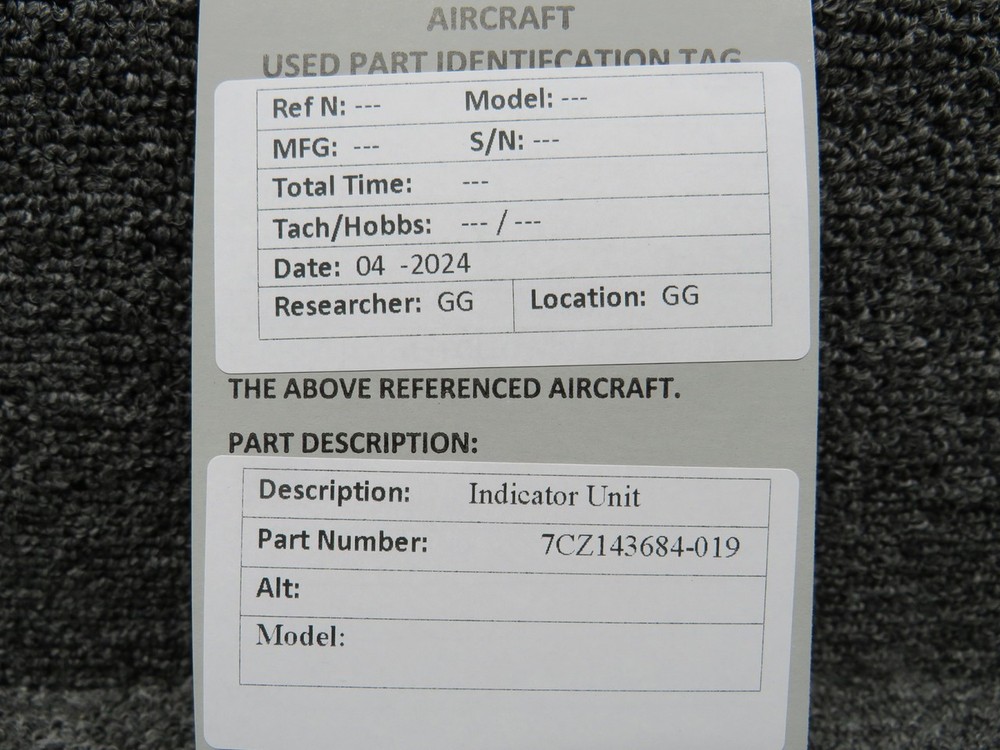 AIRCRAFT
USED PART IDENTIFCATION TAG
Ref N: --- Model: ---
MFG: --- S/N: ---
Total Time: ---
Tach/Hobbs: --- / ---
Date: 04 -2024
Researcher: GG Location: GG
THE ABOVE REFERENCED AIRCRAFT.
PART DESCRIPTION:
Description: Indicator Unit
Part Number: 7CZ143684-019
Alt:
Model: